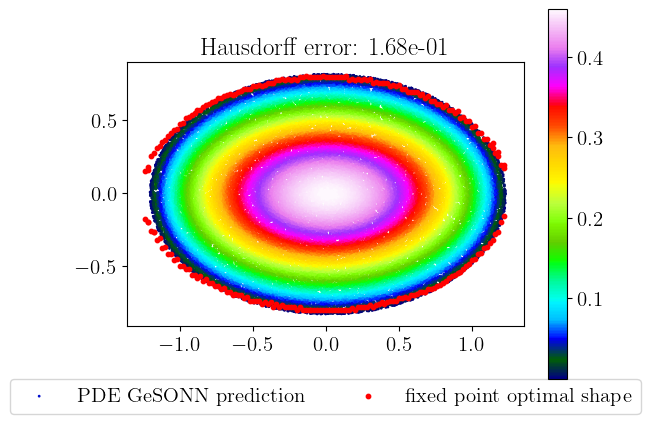 Hausdorff error: 1.68e-01
0.5
0.0
−0.5
−1.0 −0.5 0.0 0.5 1.0
0.4
0.3
0.2
0.1
PDE GeSONN prediction fixed point optimal shape